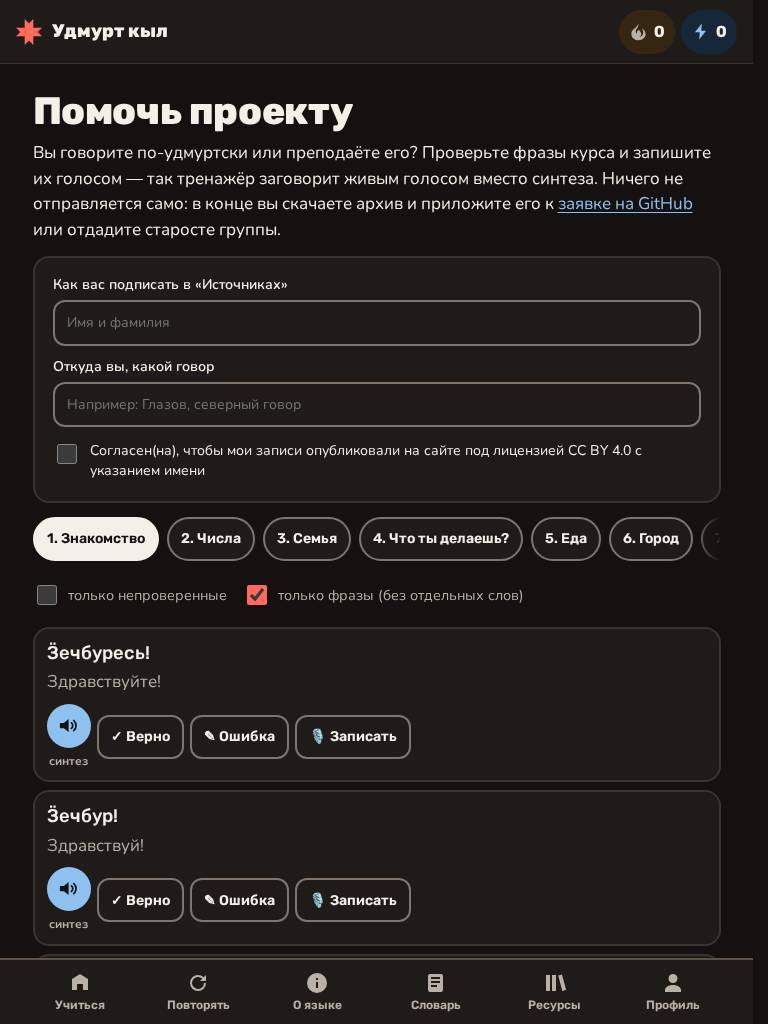 Удмурт кыл
0
0
Помочь проекту
Вы говорите по-удмуртски или преподаёте его? Проверьте фразы курса и запишите
их голосом — так тренажёр заговорит живым голосом вместо синтеза. Ничего не
отправляется само: в конце вы скачаете архив и приложите его к заявке на GitHub
или отдадите старосте группы.
Как вас подписать в «Источниках»
Имя и фамилия
Откуда вы, какой говор
Например: Глазов, северный говор
Согласен(на), чтобы мои записи опубликовали на сайте под лицензией CC BY 4.0 с
указанием имени
1. Знакомство
2. Числа
3. Семья
4. Что ты делаешь?
5. Еда
6. Город
только непроверенные
только фразы (без отдельных слов)
Ӟечбуресь!
Здравствуйте!
✓ Верно
✎ Ошибка
🎙️ Записать
синтез
Ӟечбур!
Здравствуй!
✓ Верно
✎ Ошибка
🎙️ Записать
синтез
Учиться
Повторять
О языке
Словарь
Ресурсы
Профиль